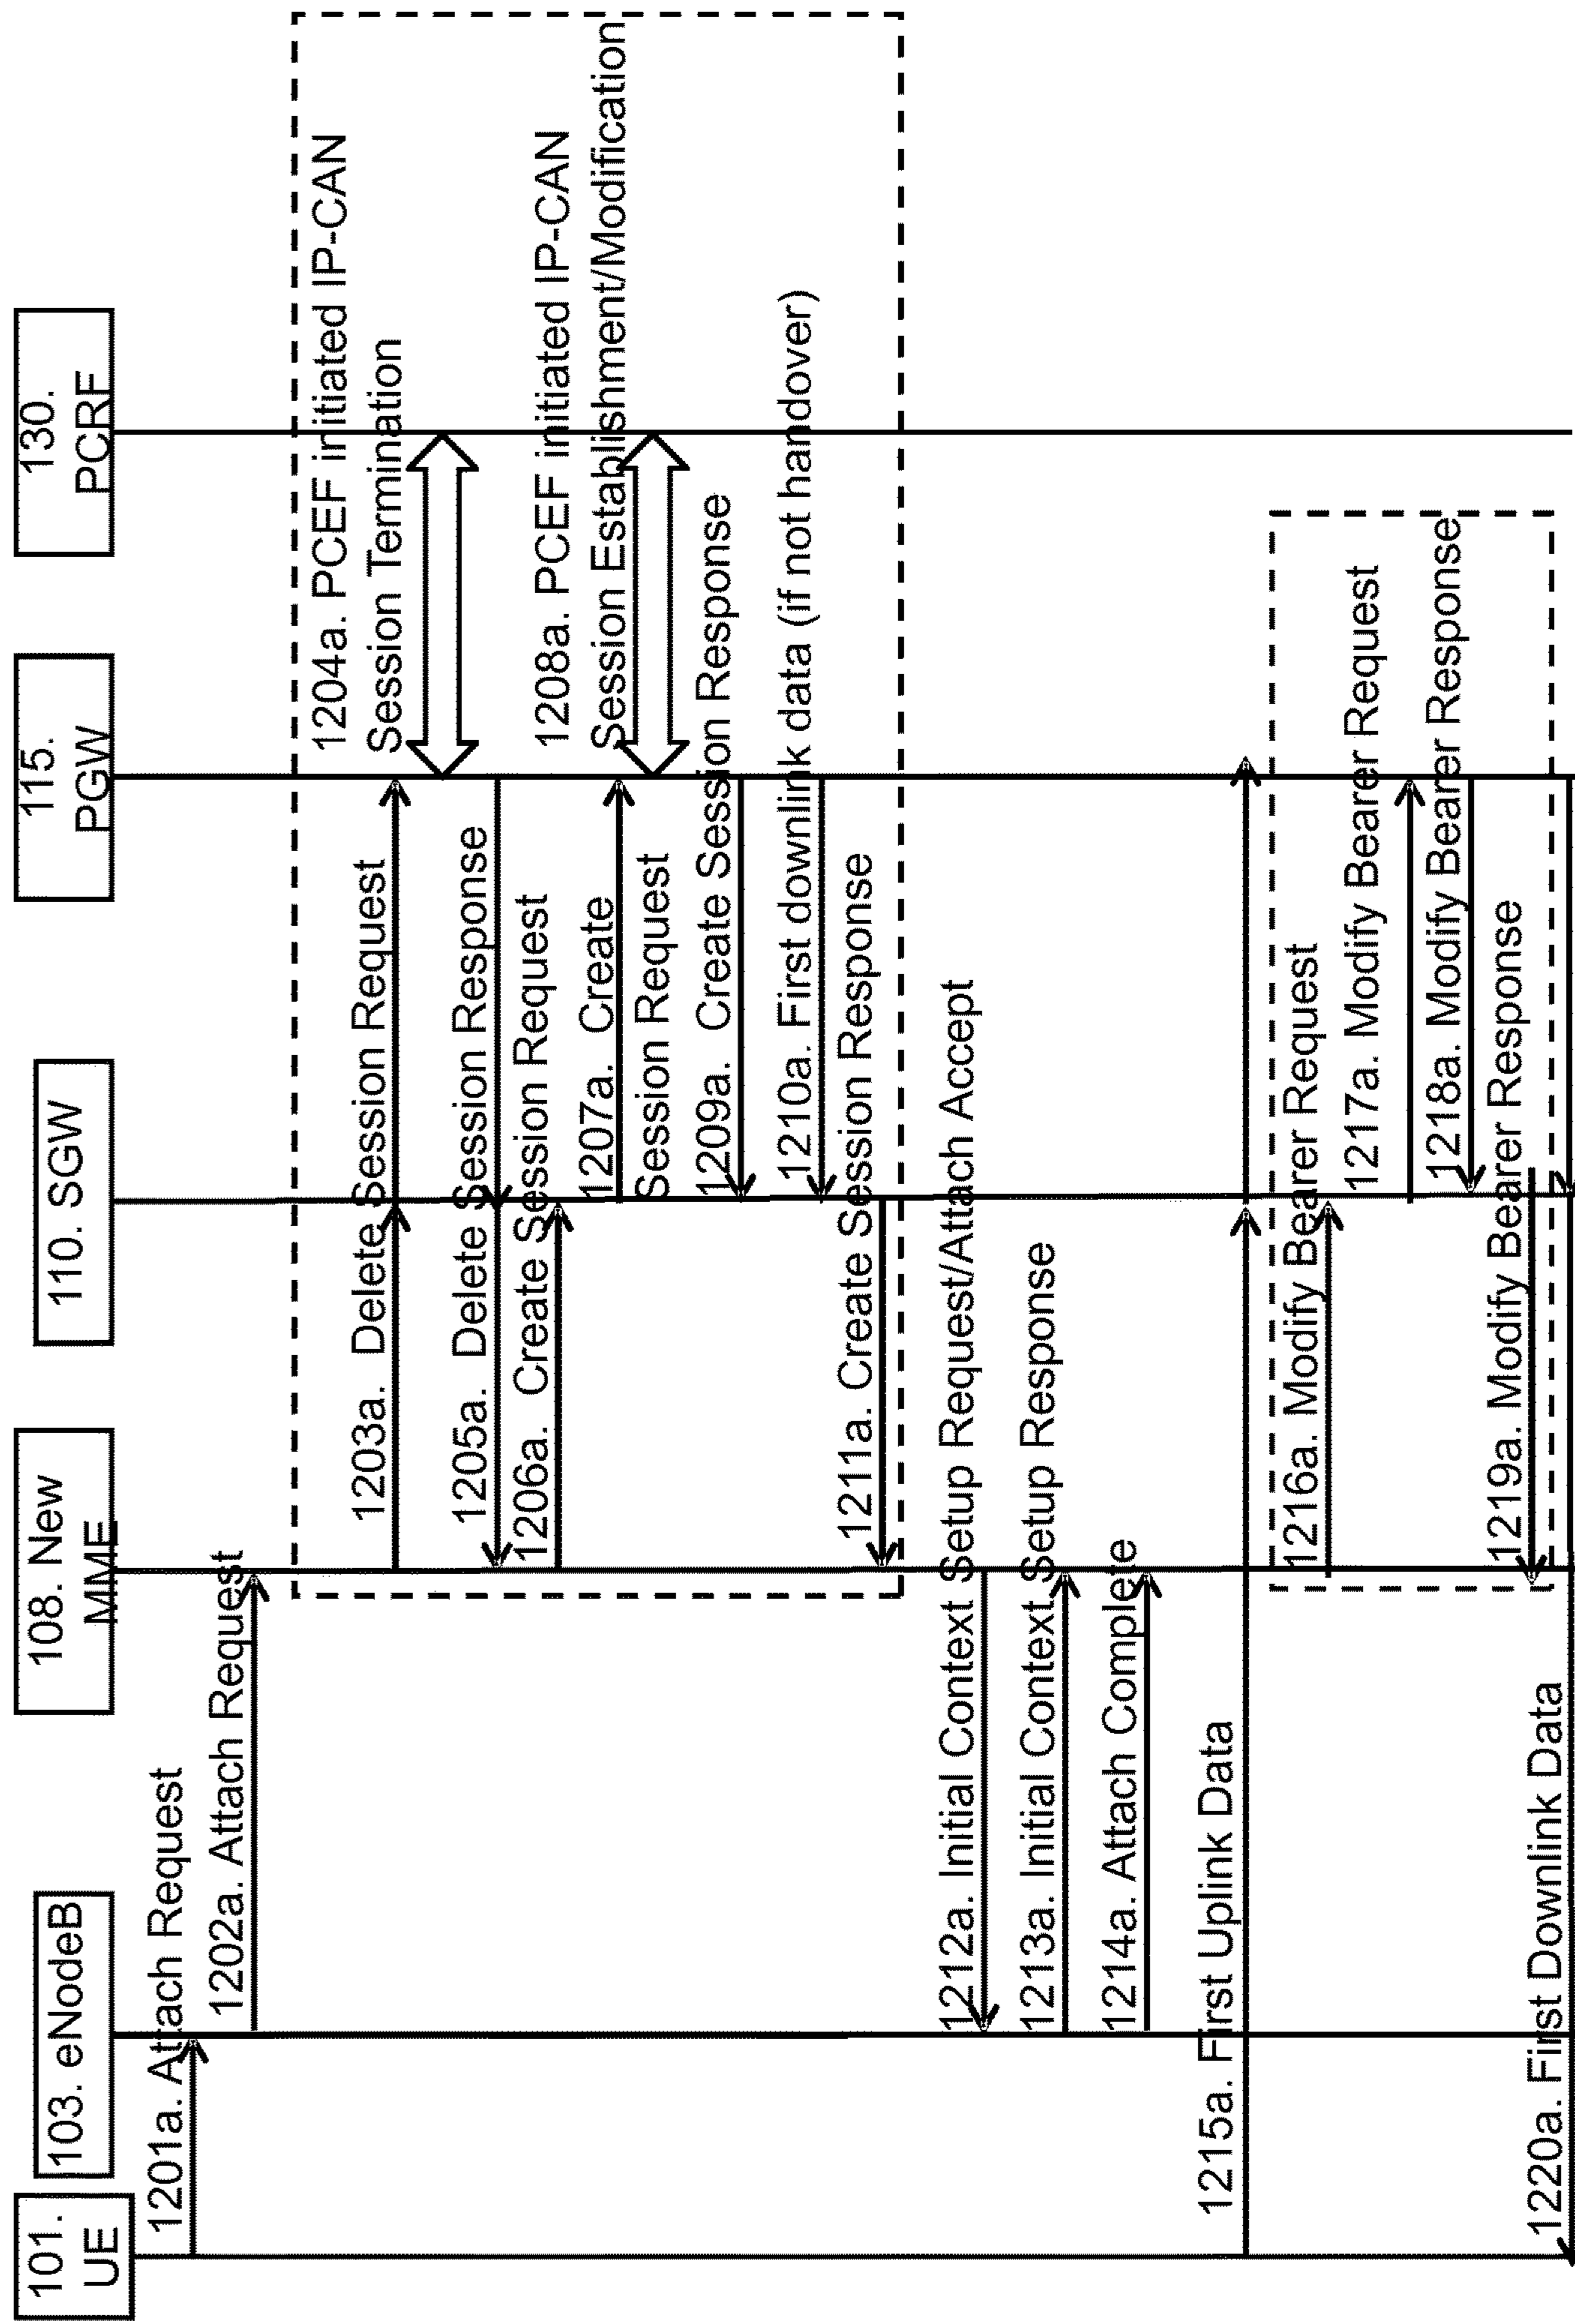 101.
UE
103. eNodeB
108. New
MME
110. SGW
115.
PGW
130.
PCRF
1201a. Attach Request
1202a. Attach Request
1203a. Delete Session Request
1204a. PCEF initiated IP-CAN
Session Termination
1205a. Delete Session Response
1206a. Create Session Request
1207a. Create
Session Request
1208a. PCEF initiated IP-CAN
Session Establishment/Modification
1209a. Create Session Response
1210a. First downlink data (if not handover)
1211a. Create Session Response
1212a. Initial Context Setup Request/Attach Accept
1213a. Initial Context Setup Response
1214a. Attach Complete
1215a. First Uplink Data
1216a. Modify Bearer Request
1217a. Modify Bearer Request
1218a. Modify Bearer Response
1219a. Modify Bearer Response
1220a. First Downlink Data